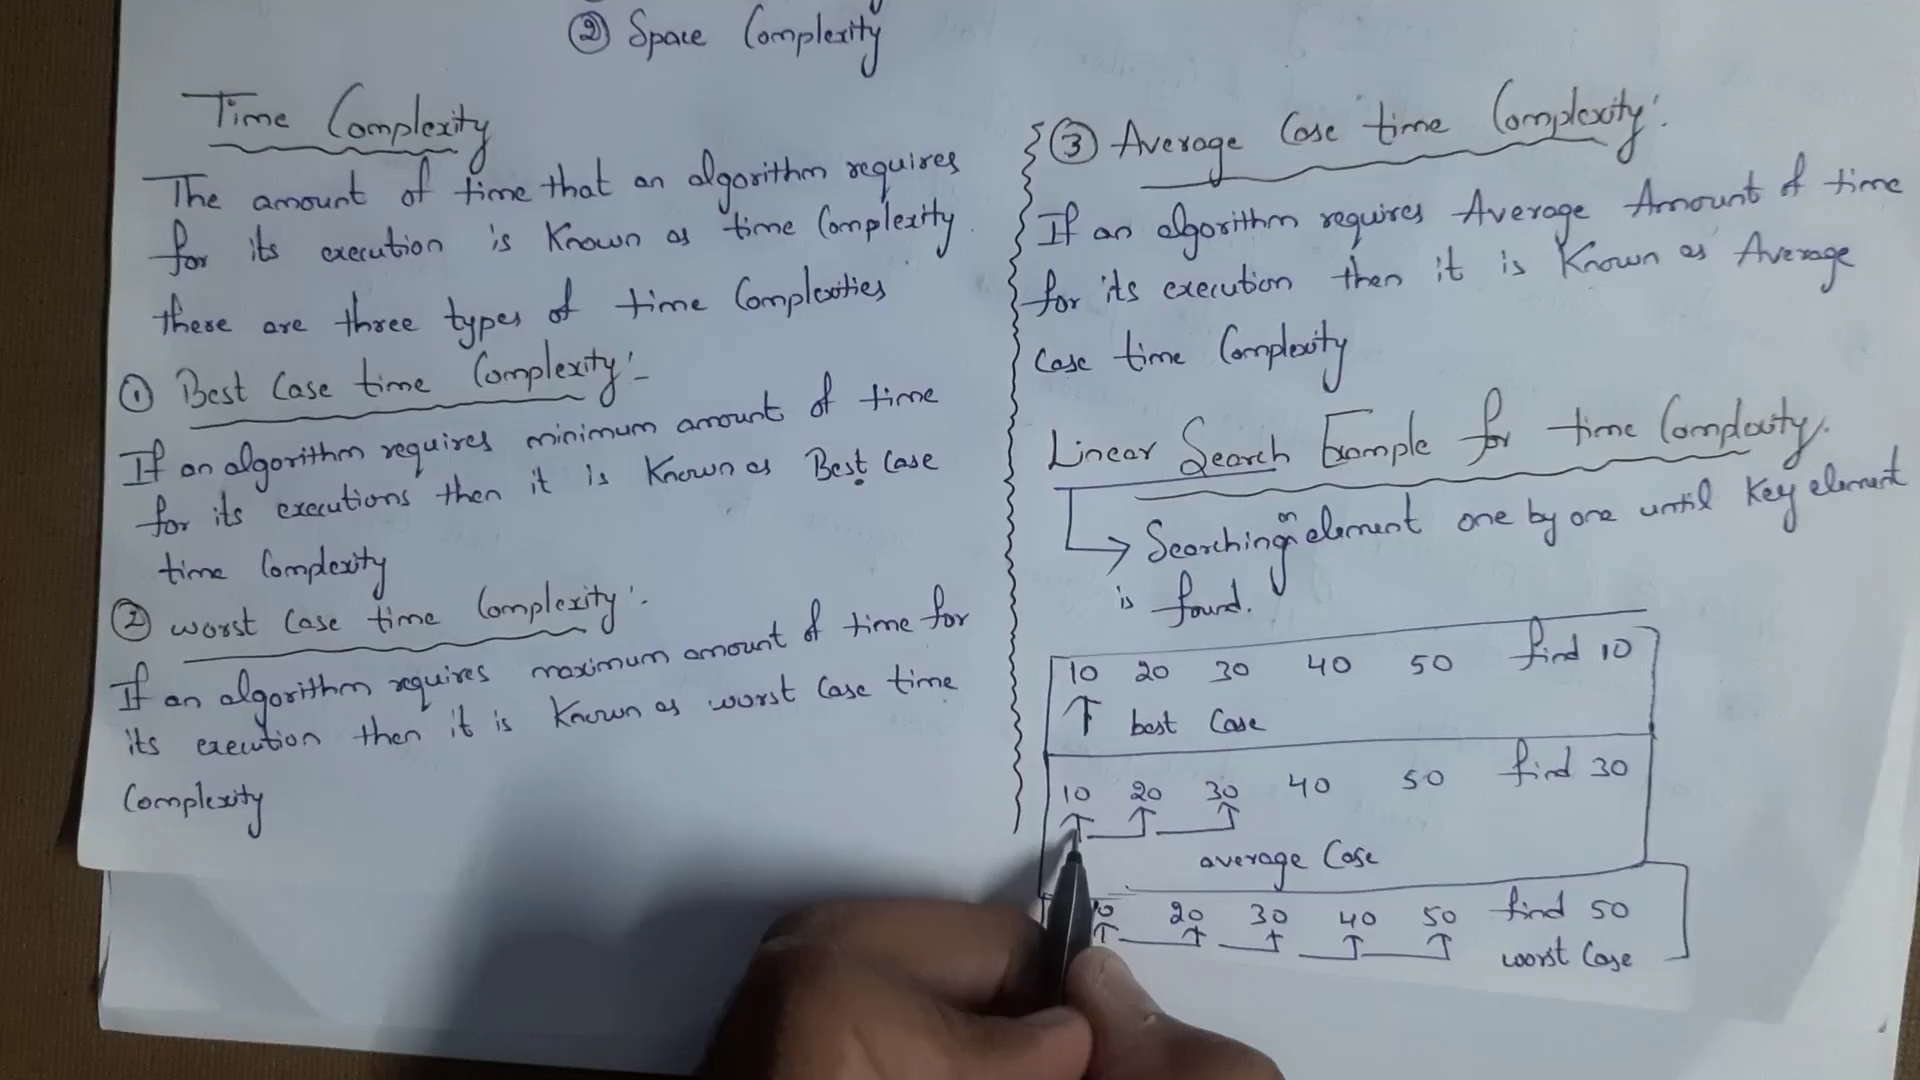 ② Space Complexity
Time Complexity
The amount of time that an algorithm requires
for its execution is Known as time Complexity.
there are three types of time Complexities
① Best Case time Complexity:-
If an algorithm requires minimum amount of time
for its executions then it is Known as Best Case
time Complexity
② worst Case time Complexity:-
If an algorithm requires maximum amount of time for
its execution then it is Known as worst Case time
Complexity
③ Average Case time Complexity:
If an algorithm requires Average Amount of time
for its execution then it is Known as Average
Case time Complexity
Linear Search Example for time Complexity.
→ Searching an element one by one until Key element
is found.
10 20 30 40 50 find 10
↑ best Case
10 20 30 40 50 find 30
average Case
10 20 30 40 50 find 50
worst Case